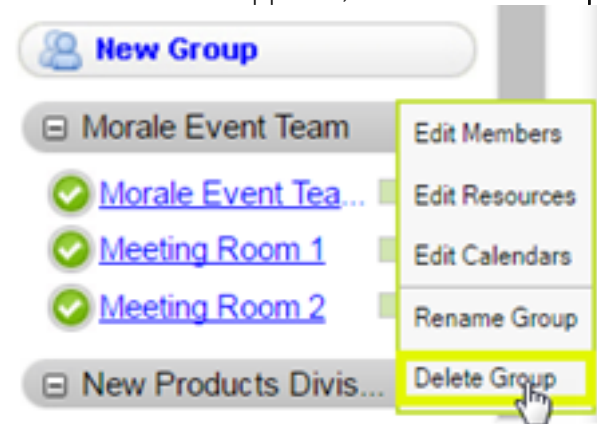 New Group
Morale Event Team
Edit Members
Morale Event Tea...
Edit Resources
Meeting Room 1
Edit Calendars
Meeting Room 2
Rename Group
New Products Divis...
Delete Group